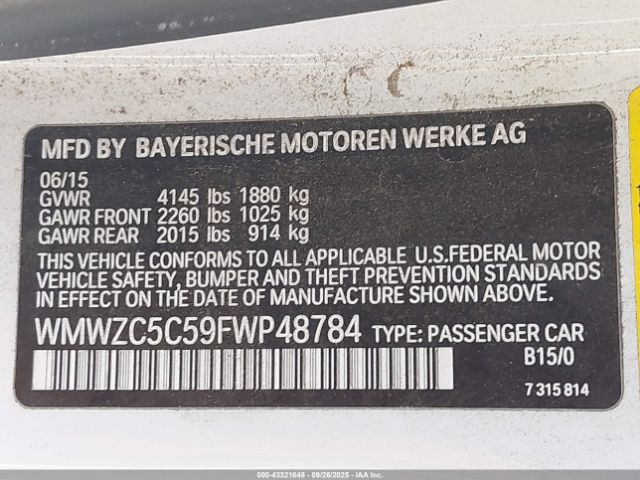 MFD BY BAYERISCHE MOTOREN WERKE AG
06/15
GVWR 4145 lbs 1880 kg
GAWR FRONT 2260 lbs 1025 kg
GAWR REAR 2015 lbs 914 kg
THIS VEHICLE CONFORMS TO ALL APPLICABLE U.S.FEDERAL MOTOR
VEHICLE SAFETY, BUMPER AND THEFT PREVENTION STANDARDS
IN EFFECT ON THE DATE OF MANUFACTURE SHOWN ABOVE.
WMWZC5C59FWP48784 TYPE: PASSENGER CAR
B15/0
7 315 814
000-43321648 - 09/26/2025 - IAA Inc.